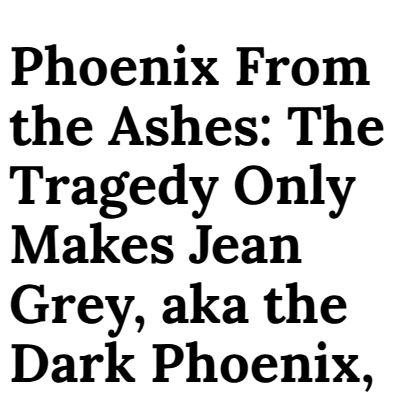 Phoenix From
the Ashes: The
Tragedy Only
Makes Jean
Grey, aka the
Dark Phoenix,